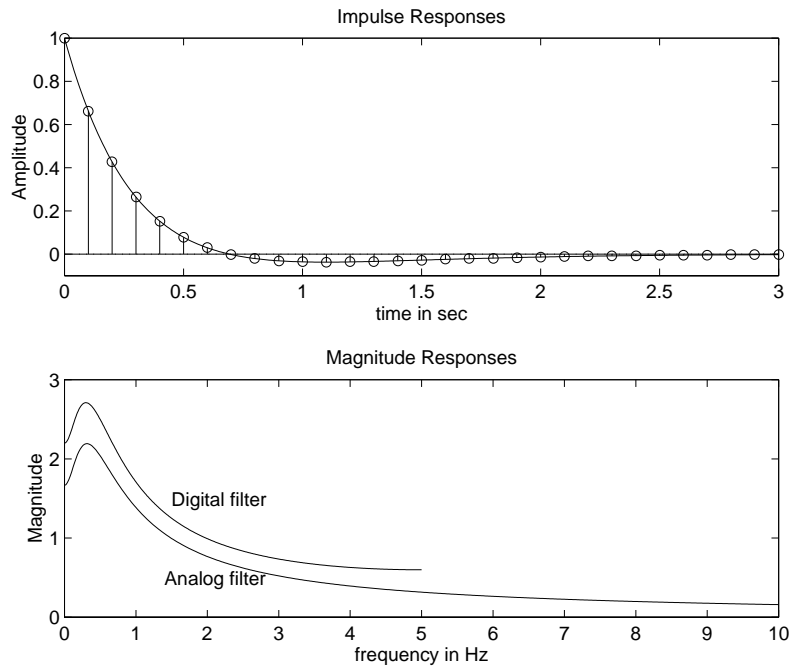 Impulse Responses
1
0.8
0.6
0.4
0.2
0
Amplitude
0 0.5 1 1.5 2 2.5 3
time in sec
Magnitude Responses
3
2
1
0
Magnitude
Digital filter
Analog filter
0 1 2 3 4 5 6 7 8 9 10
frequency in Hz